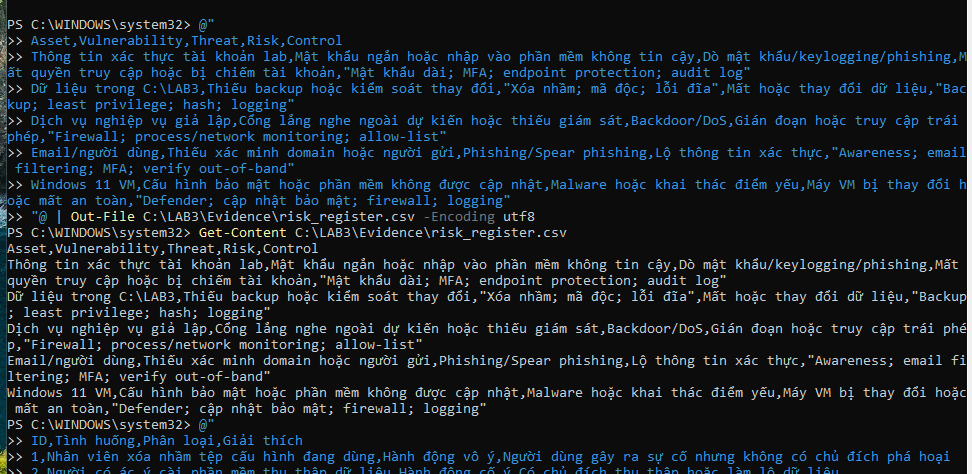 PS C:\WINDOWS\system32> @"
>> Asset,Vulnerability,Threat,Risk,Control
>> Thông tin xác thực tài khoản lab,Mật khẩu ngắn hoặc nhập vào phần mềm không tin cậy,Dò mật khẩu/keylogging/phishing,M
ất quyền truy cập hoặc bị chiếm tài khoản,"Mật khẩu dài; MFA; endpoint protection; audit log"
>> Dữ liệu trong C:\LAB3,Thiếu backup hoặc kiểm soát thay đổi,"Xóa nhầm; mã độc; lỗi đĩa",Mất hoặc thay đổi dữ liệu,"Bac
kup; least privilege; hash; logging"
>> Dịch vụ nghiệp vụ giả lập,Cổng lắng nghe ngoài dự kiến hoặc thiếu giám sát,Backdoor/DoS,Gián đoạn hoặc truy cập trái
phép,"Firewall; process/network monitoring; allow-list"
>> Email/người dùng,Thiếu xác minh domain hoặc người gửi,Phishing/Spear phishing,Lộ thông tin xác thực,"Awareness; email
 filtering; MFA; verify out-of-band"
>> Windows 11 VM,Cấu hình bảo mật hoặc phần mềm không được cập nhật,Malware hoặc khai thác điểm yếu,Máy VM bị thay đổi h
oặc mất an toàn,"Defender; cập nhật bảo mật; firewall; logging"
>> "@ | Out-File C:\LAB3\Evidence\risk_register.csv -Encoding utf8
PS C:\WINDOWS\system32> Get-Content C:\LAB3\Evidence\risk_register.csv
Asset,Vulnerability,Threat,Risk,Control
Thông tin xác thực tài khoản lab,Mật khẩu ngắn hoặc nhập vào phần mềm không tin cậy,Dò mật khẩu/keylogging/phishing,Mất
quyền truy cập hoặc bị chiếm tài khoản,"Mật khẩu dài; MFA; endpoint protection; audit log"
Dữ liệu trong C:\LAB3,Thiếu backup hoặc kiểm soát thay đổi,"Xóa nhầm; mã độc; lỗi đĩa",Mất hoặc thay đổi dữ liệu,"Backup
; least privilege; hash; logging"
Dịch vụ nghiệp vụ giả lập,Cổng lắng nghe ngoài dự kiến hoặc thiếu giám sát,Backdoor/DoS,Gián đoạn hoặc truy cập trái phé
p,"Firewall; process/network monitoring; allow-list"
Email/người dùng,Thiếu xác minh domain hoặc người gửi,Phishing/Spear phishing,Lộ thông tin xác thực,"Awareness; email fi
ltering; MFA; verify out-of-band"
Windows 11 VM,Cấu hình bảo mật hoặc phần mềm không được cập nhật,Malware hoặc khai thác điểm yếu,Máy VM bị thay đổi hoặc
 mất an toàn,"Defender; cập nhật bảo mật; firewall; logging"
PS C:\WINDOWS\system32> @"
>> ID,Tình huống,Phân loại,Giải thích
>> 1,Nhân viên xóa nhầm tệp cấu hình đang dùng,Hành động vô ý,Người dùng gây ra sự cố nhưng không có chủ đích phá hoại
>> 2,Người có ác ý cài phần mềm thu thập dữ liệu,Hành động cố ý,Có chủ đích thu thập hoặc làm lộ dữ liệu